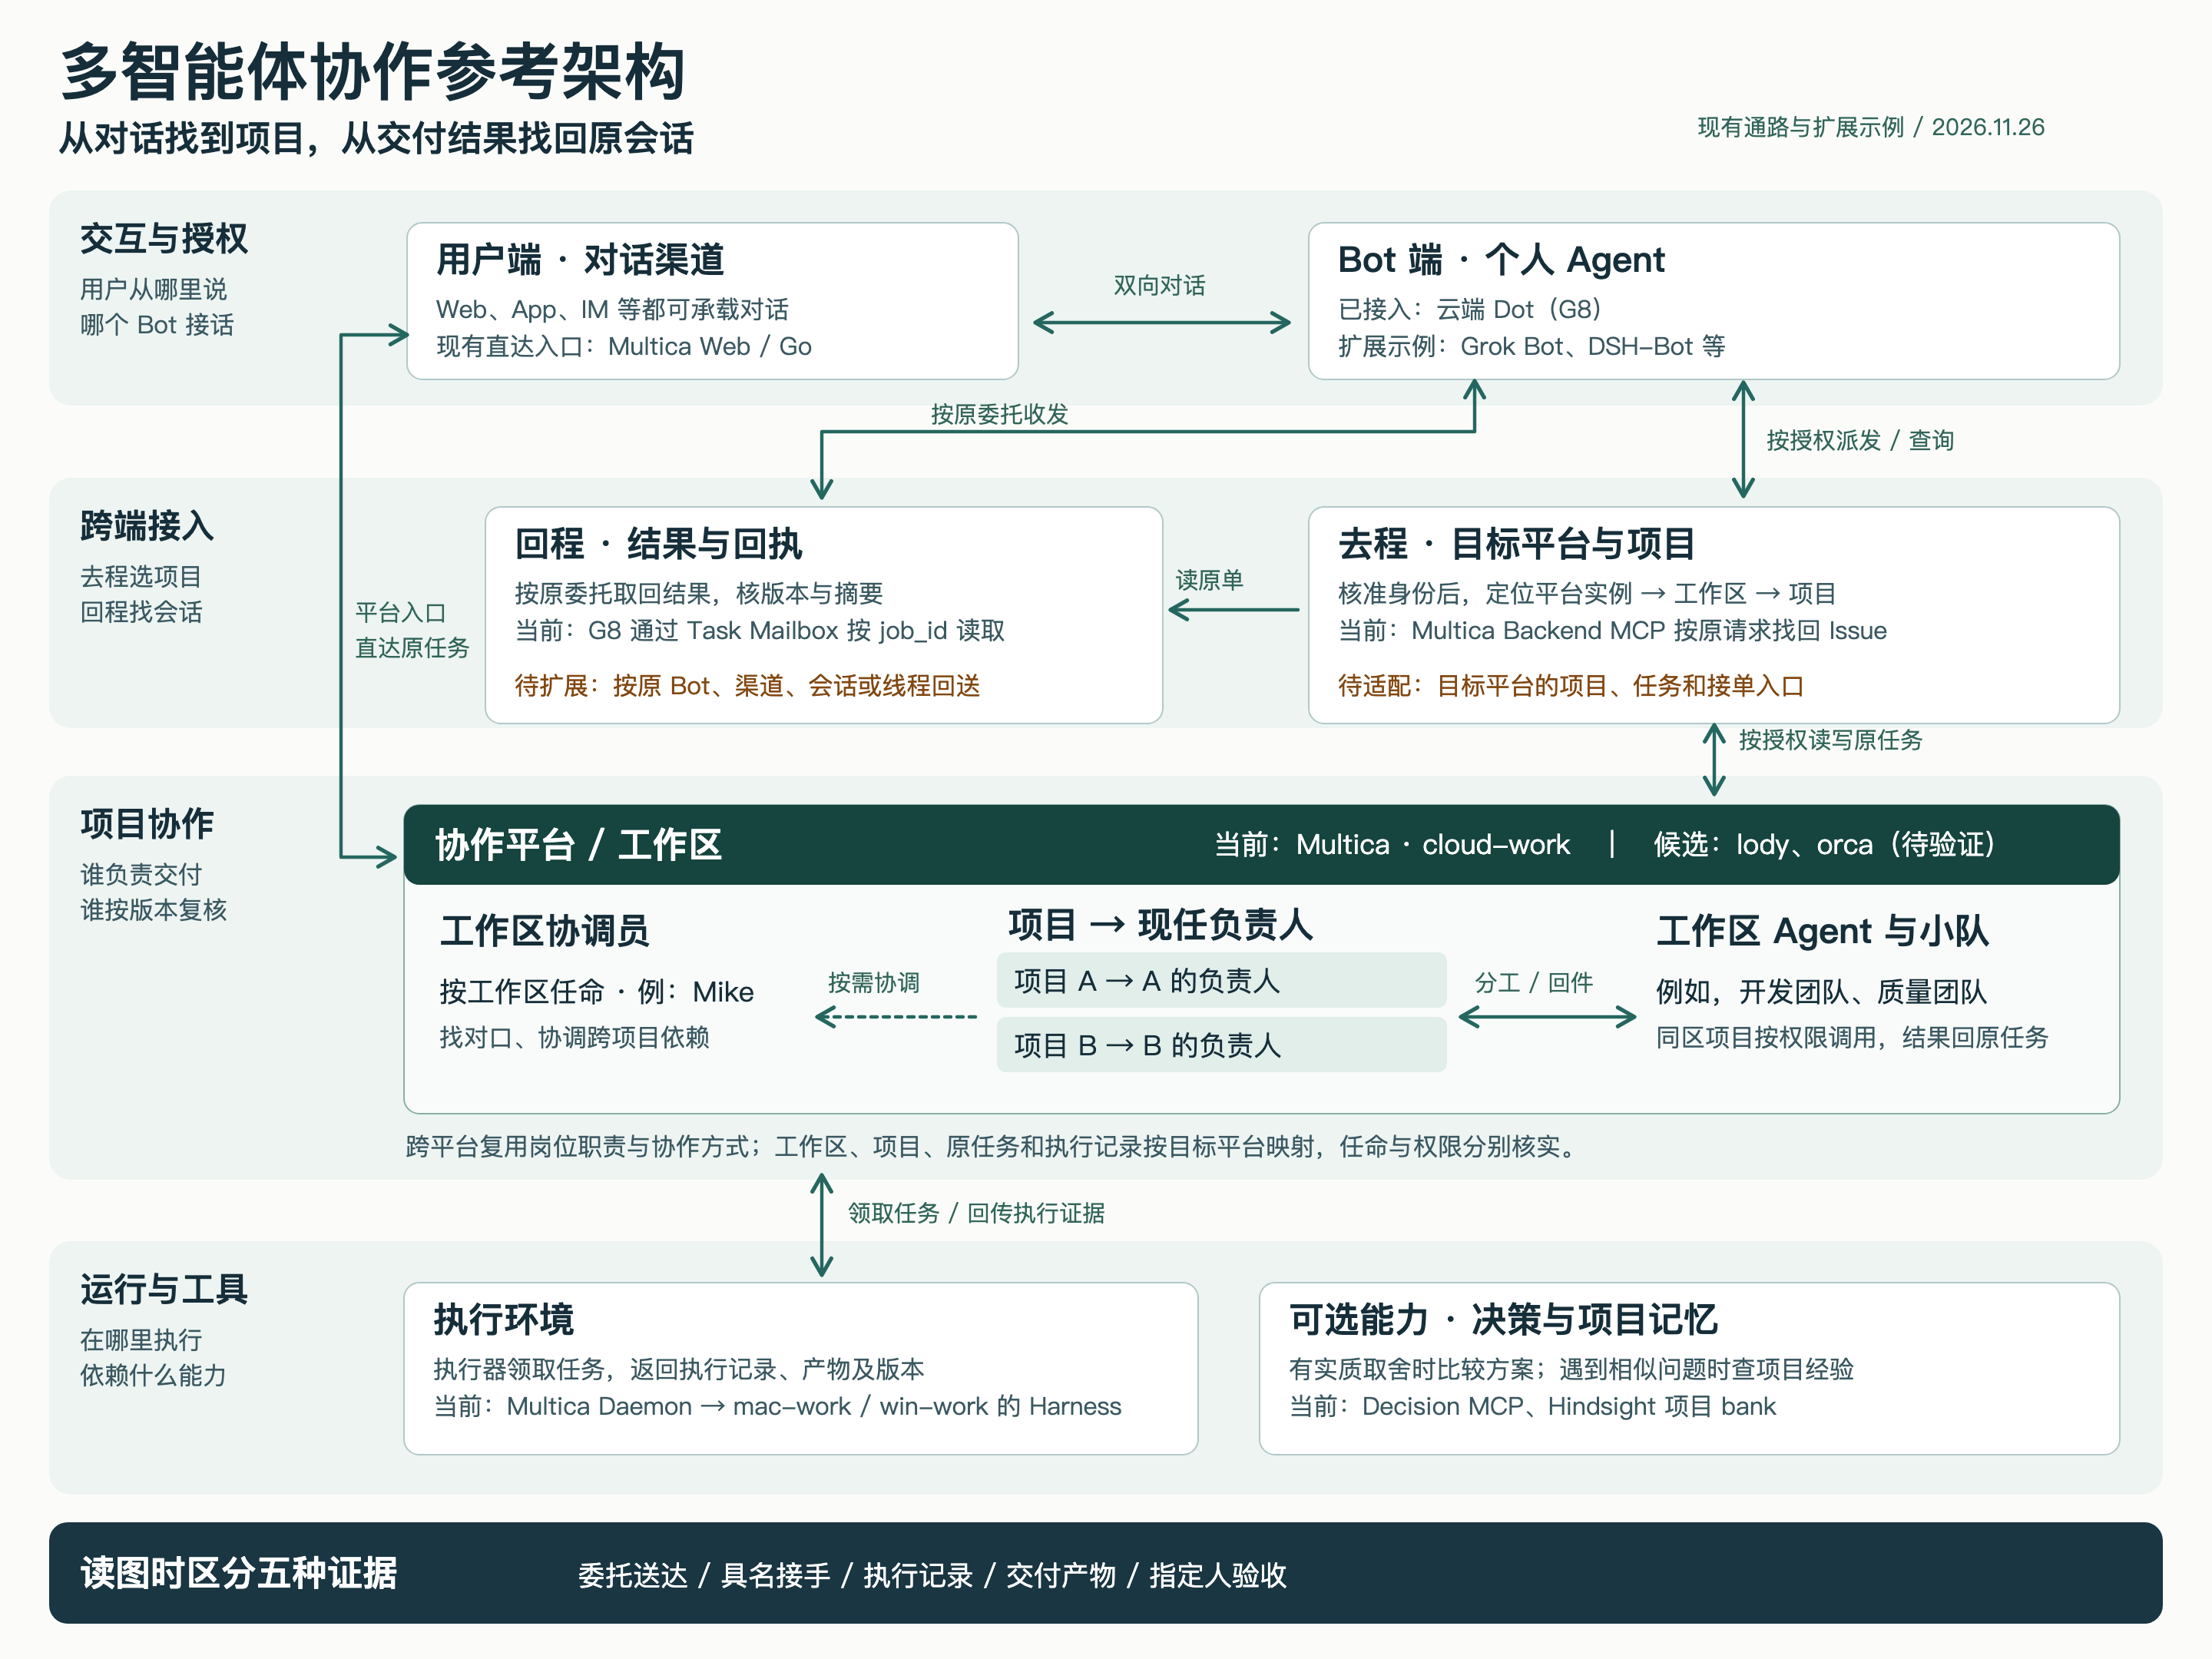 多智能体协作参考架构
从对话找到项目，从交付结果找回原会话
现有通路与扩展示例 / 2026.11.26
交互与授权
用户从哪里说
哪个 Bot 接话
用户端 · 对话渠道
Web、App、IM 等都可承载对话
现有直达入口：Multica Web / Go
双向对话
Bot 端 · 个人 Agent
已接入：云端 Dot（G8）
扩展示例：Grok Bot、DSH-Bot 等
按原委托收发
按授权派发 / 查询
跨端接入
去程选项目
回程找会话
平台入口
直达原任务
回程 · 结果与回执
按原委托取回结果，核版本与摘要
当前：G8 通过 Task Mailbox 按 job_id 读取
待扩展：按原 Bot、渠道、会话或线程回送
读原单
去程 · 目标平台与项目
核准身份后，定位平台实例 → 工作区 → 项目
当前：Multica Backend MCP 按原请求找回 Issue
待适配：目标平台的项目、任务和接单入口
按授权读写原任务
项目协作
谁负责交付
谁按版本复核
协作平台 / 工作区
当前：Multica · cloud-work | 候选：lody、orca（待验证）
工作区协调员
按工作区任命 · 例：Mike
找对口、协调跨项目依赖
按需协调
项目 → 现任负责人
项目 A → A 的负责人
项目 B → B 的负责人
分工 / 回件
工作区 Agent 与小队
例如，开发团队、质量团队
同区项目按权限调用，结果回原任务
跨平台复用岗位职责与协作方式；工作区、项目、原任务和执行记录按目标平台映射，任命与权限分别核实。
领取任务 / 回传执行证据
运行与工具
在哪里执行
依赖什么能力
执行环境
执行器领取任务，返回执行记录、产物及版本
当前：Multica Daemon → mac-work / win-work 的 Harness
可选能力 · 决策与项目记忆
有实质取舍时比较方案；遇到相似问题时查项目经验
当前：Decision MCP、Hindsight 项目 bank
读图时区分五种证据
委托送达 / 具名接手 / 执行记录 / 交付产物 / 指定人验收